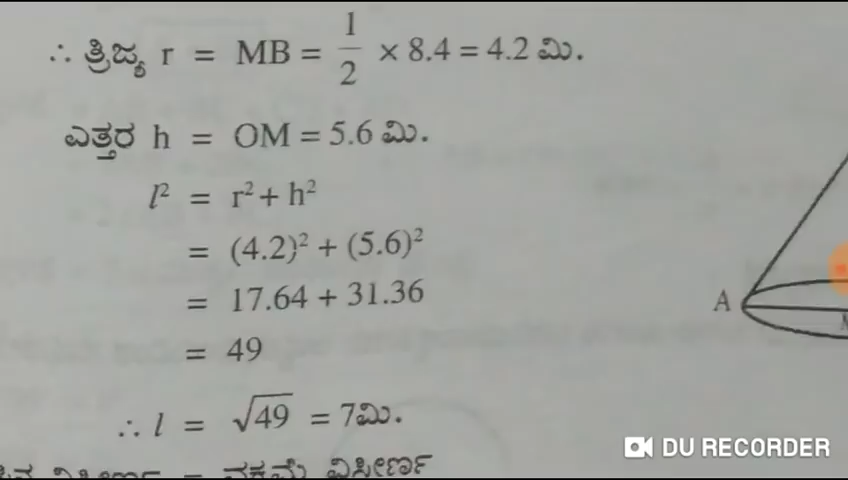 ∴ ತ್ರಿಜ್ಯ r = MB = 1/2 × 8.4 = 4.2 ಮಿ.
ಎತ್ತರ h = OM = 5.6 ಮಿ.
l² = r² + h²
= (4.2)² + (5.6)²
= 17.64 + 31.36
= 49
∴ l = √49 = 7ಮಿ.
A
DU RECORDER